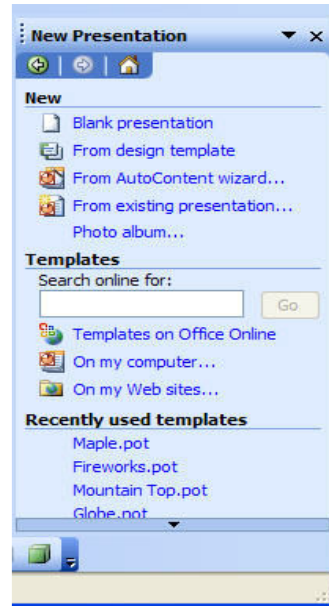 New Presentation
New
Blank presentation
From design template
From AutoContent wizard...
From existing presentation...
Photo album...
Templates
Search online for:
Go
Templates on Office Online
On my computer...
On my Web sites...
Recently used templates
Maple.pot
Fireworks.pot
Mountain Top.pot
Globe.pot